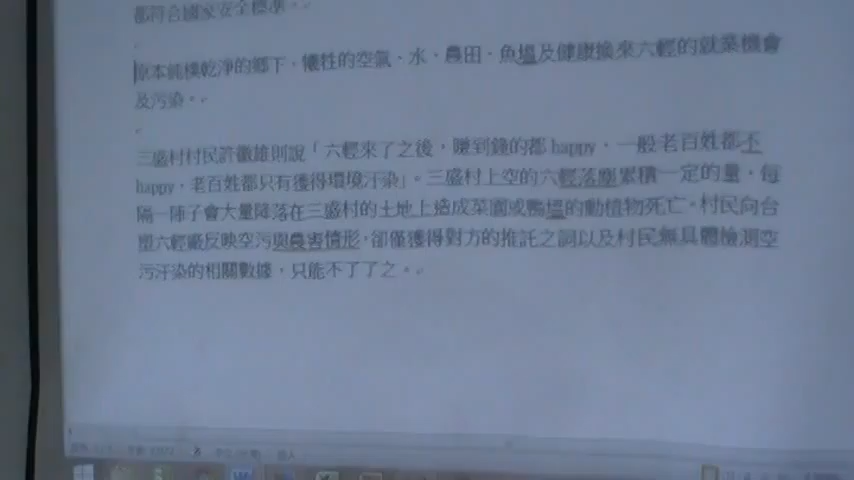 都符合國家安全標準。
原本純樸乾淨的鄉下、犧牲的空氣、水、農田、魚塭及健康換來六輕的就業機會
及污染。
三盛村村民許徽雄則說「六輕來了之後，賺到錢的都 happy，一般老百姓都不
happy，老百姓都只有獲得環境汙染」。三盛村上空的六輕落塵累積一定的量，每
隔一陣子會大量降落在三盛村的土地上造成菜園或鴨塭的動植物死亡。村民向台
塑六輕廠反映空污與農害情形，卻僅獲得對方的推託之詞以及村民無具體檢測空
污汙染的相關數據，只能不了了之。